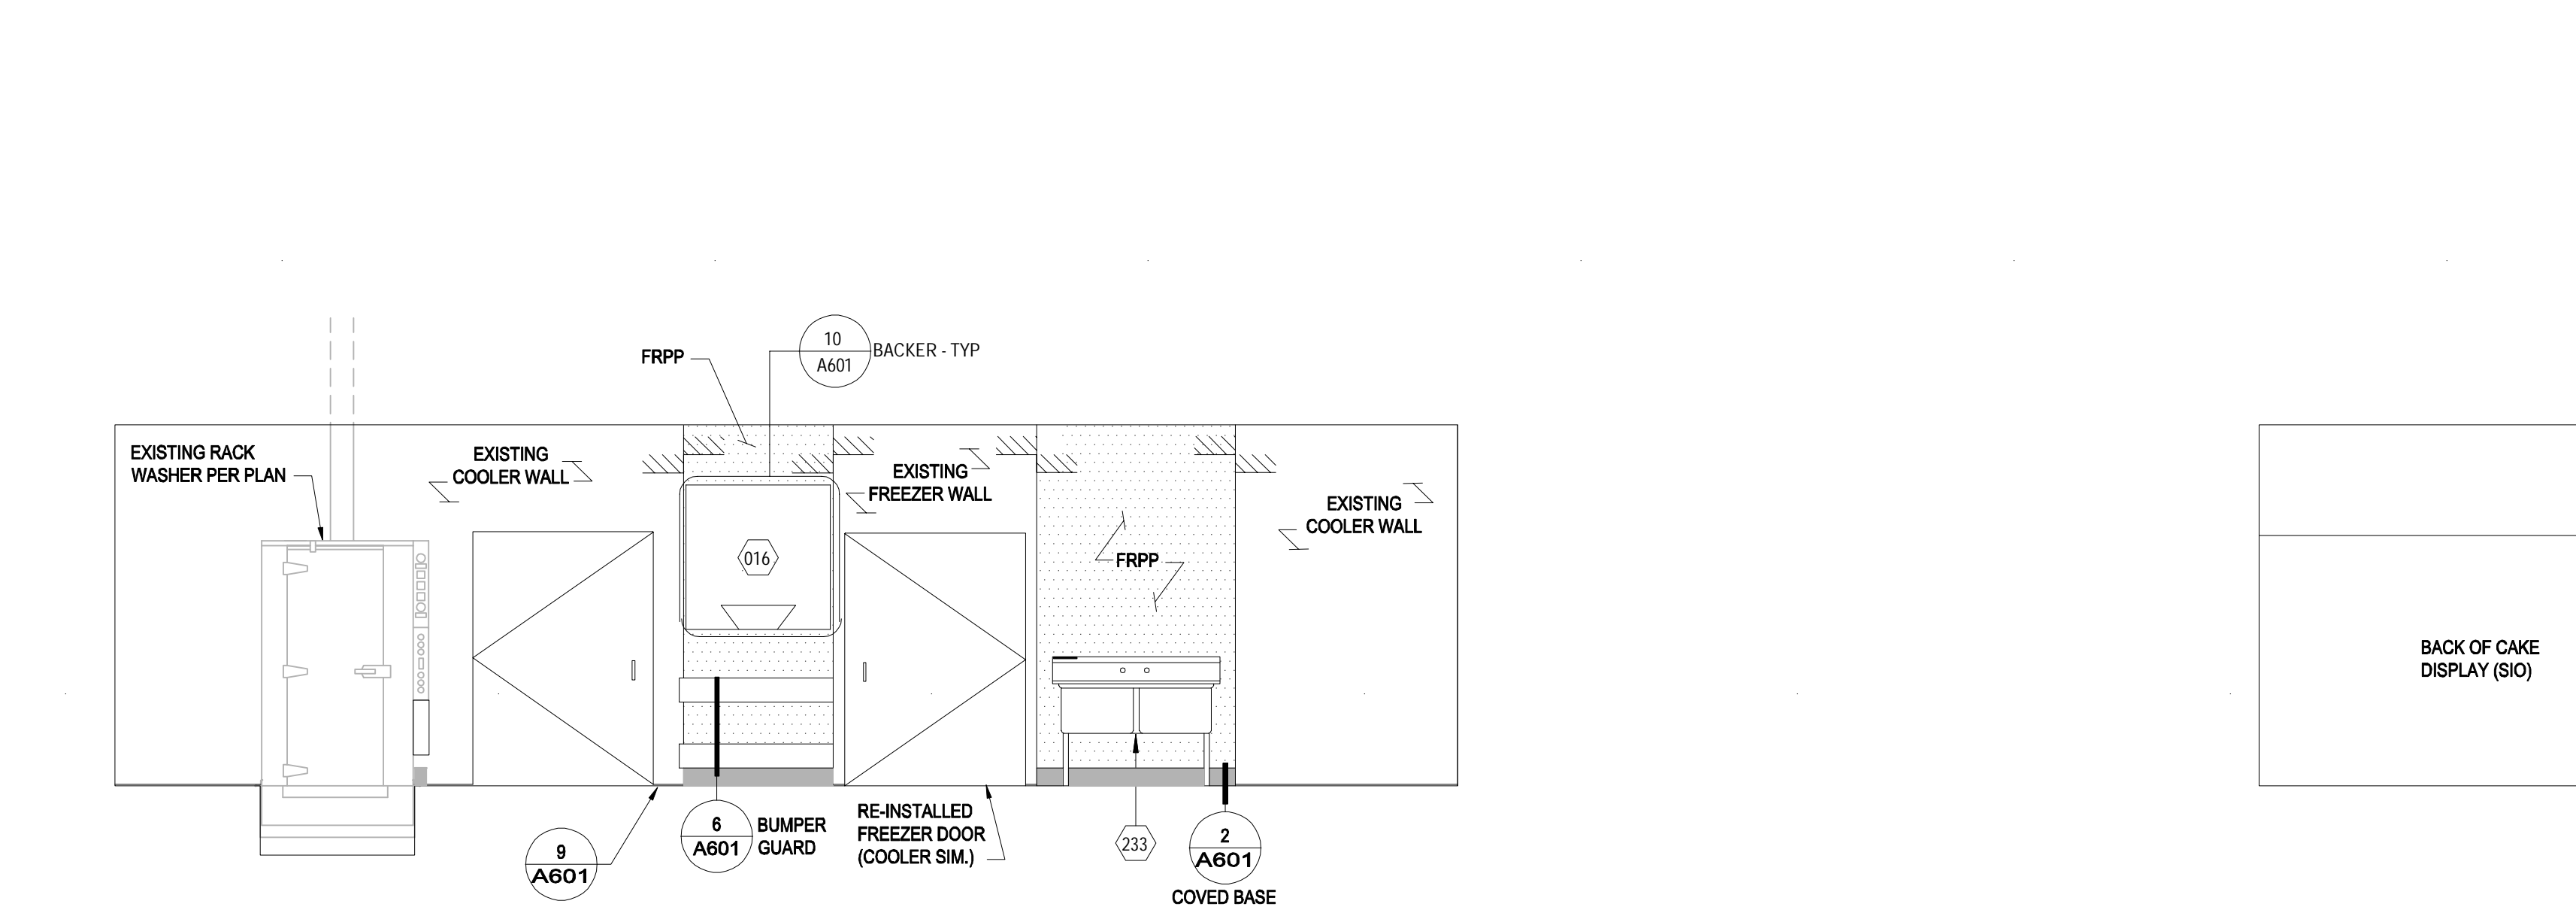 10
A601
BACKER - TYP
FRPP
EXISTING RACK
WASHER PER PLAN
EXISTING
COOLER WALL
EXISTING
FREEZER WALL
EXISTING
COOLER WALL
016
FRPP
BACK OF CAKE
DISPLAY (SIO)
9
A601
6
A601
BUMPER
GUARD
RE-INSTALLED
FREEZER DOOR
(COOLER SIM.)
233
2
A601
COVED BASE